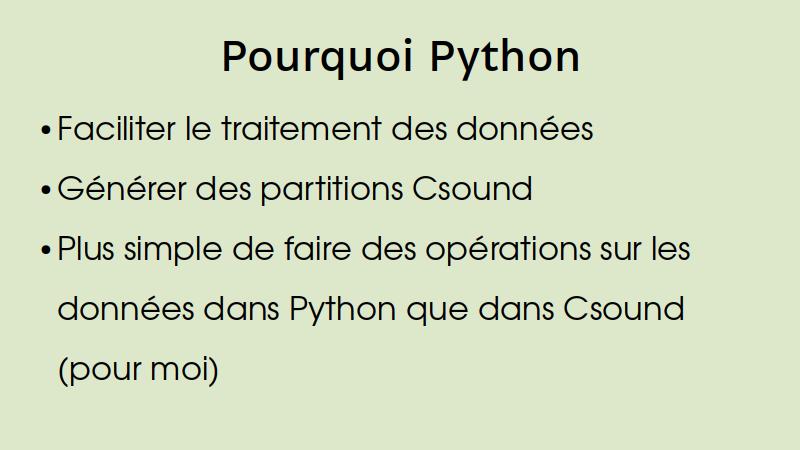 Pourquoi Python
• Faciliter le traitement des données
• Générer des partitions Csound
• Plus simple de faire des opérations sur les
données dans Python que dans Csound
(pour moi)